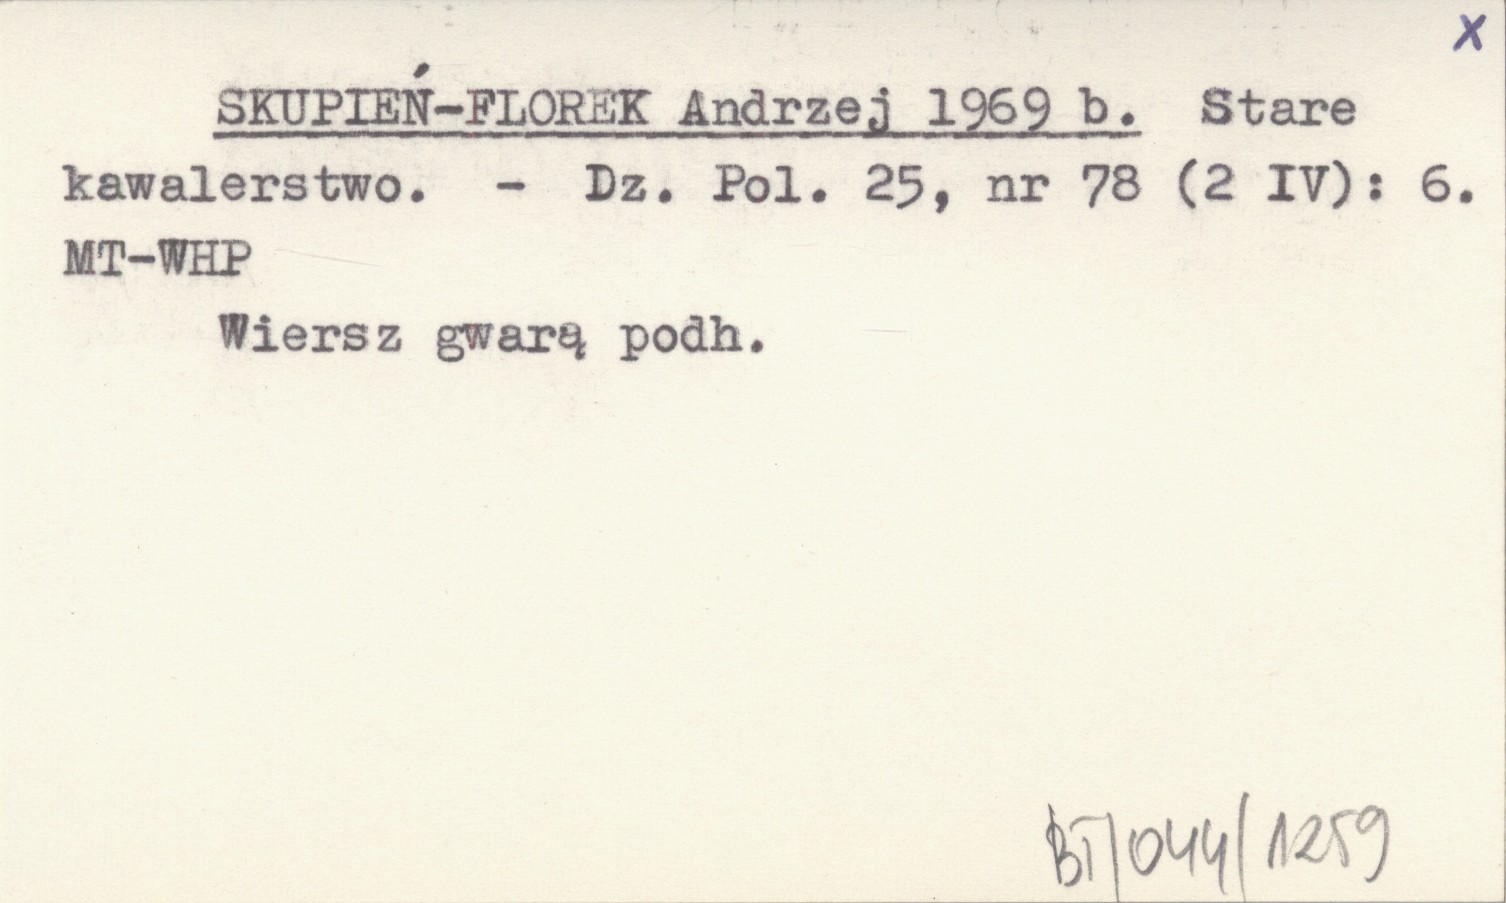 x
SKUPIEŃ-FLOREK Andrzej 1969 b. Stare
kawalerstwo. - Dz. Pol. 25, nr 78 (2 IV): 6.
MT-WHP
Wiersz gwarą podh.
BT/044/1259